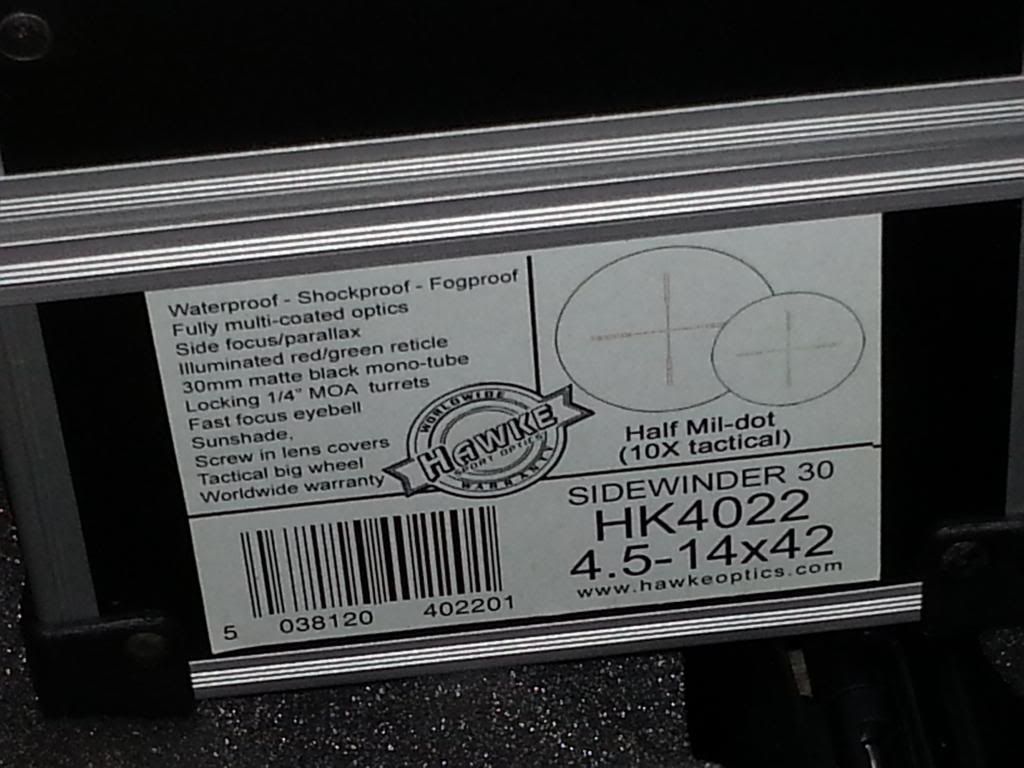 Waterproof - Shockproof - Fogproof
Fully multi-coated optics
Side focus/parallax
Illuminated red/green reticle
30mm matte black mono-tube
Locking 1/4" MOA turrets
Fast focus eyebell
Sunshade,
Screw in lens covers
Tactical big wheel
Worldwide warranty
WORLDWIDE
HAWKE
SPORT OPTICS
WARRANTY
Half Mil-dot
(10X tactical)
SIDEWINDER 30
HK4022
4.5-14x42
www.hawkeoptics.com
5 038120 402201